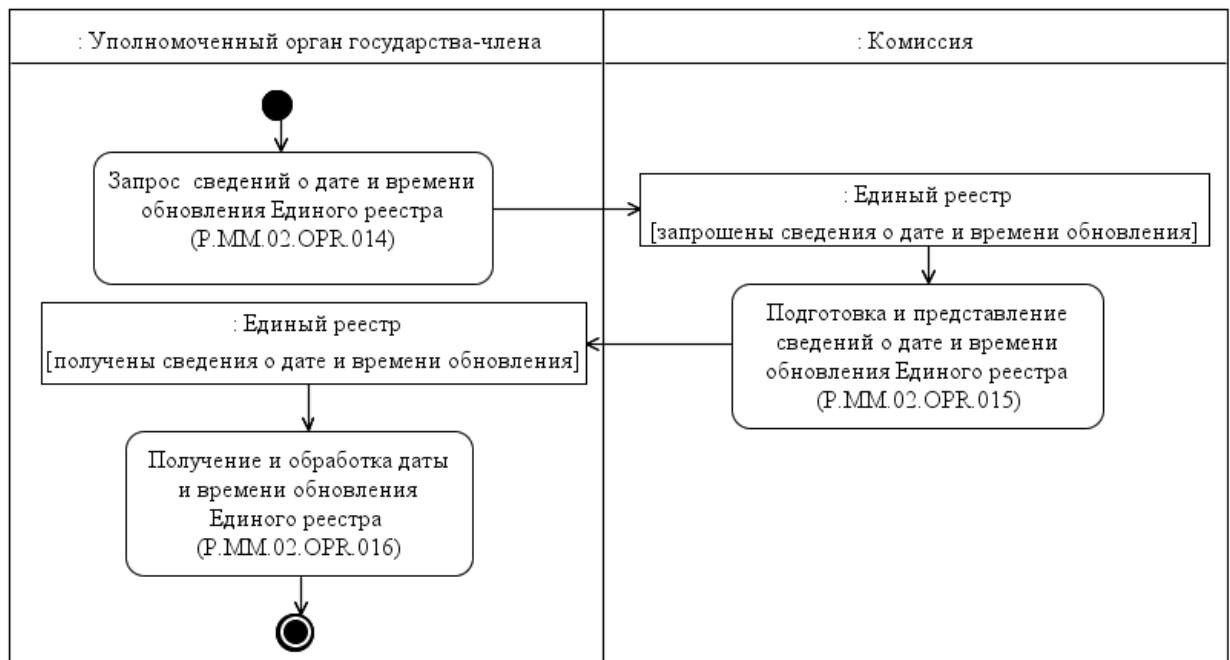 : Уполномоченный орган государства-члена
: Комиссия
Запрос сведений о дате и времени
обновления Единого реестра
(P.MM.02.OPR.014)
: Единый реестр
[запрошены сведения о дате и времени обновления]
Подготовка и представление
сведений о дате и времени
обновления Единого реестра
(P.MM.02.OPR.015)
: Единый реестр
[получены сведения о дате и времени обновления]
Получение и обработка даты
и времени обновления
Единого реестра
(P.MM.02.OPR.016)